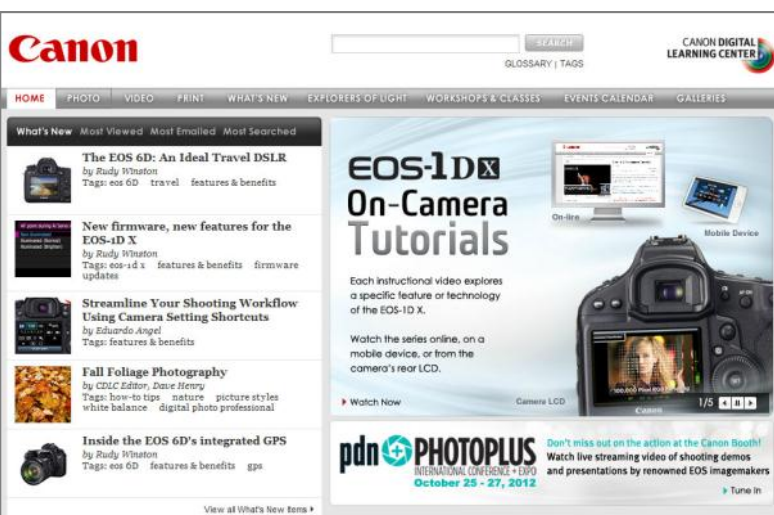 Canon
SEARCH
GLOSSARY | TAGS
CANON DIGITAL
LEARNING CENTER
HOME PHOTO VIDEO PRINT WHAT'S NEW EXPLORERS OF LIGHT WORKSHOPS & CLASSES EVENTS CALENDAR GALLERIES
What's New Most Viewed Most Emailed Most Searched
The EOS 6D: An Ideal Travel DSLR
by Rudy Winston
Tags: eos 6D travel features & benefits
New firmware, new features for the
EOS-1D X
by Rudy Winston
Tags: eos-1d x features & benefits firmware
updates
Streamline Your Shooting Workflow
Using Camera Setting Shortcuts
by Eduardo Angel
Tags: features & benefits
Fall Foliage Photography
by CDLC Editor, Dave Henry
Tags: how-to tips nature picture styles
white balance digital photo professional
Inside the EOS 6D's integrated GPS
by Rudy Winston
Tags: eos 6D features & benefits gps
View all What's New Items
EOS-1D X
On-Camera
Tutorials
On-line
Mobile Device
Each instructional video explores
a specific feature or technology
of the EOS-1D X.
Watch the series online, on a
mobile device, or from the
camera's rear LCD.
Watch Now
Camera LCD
100,000 Pixel RGB
Canon
1/5
pdn PHOTOPLUS
INTERNATIONAL CONFERENCE + EXPO
October 25 - 27, 2012
Don't miss out on the action at the Canon Booth!
Watch live streaming video of shooting demos
and presentations by renowned EOS imagemakers
Tune In